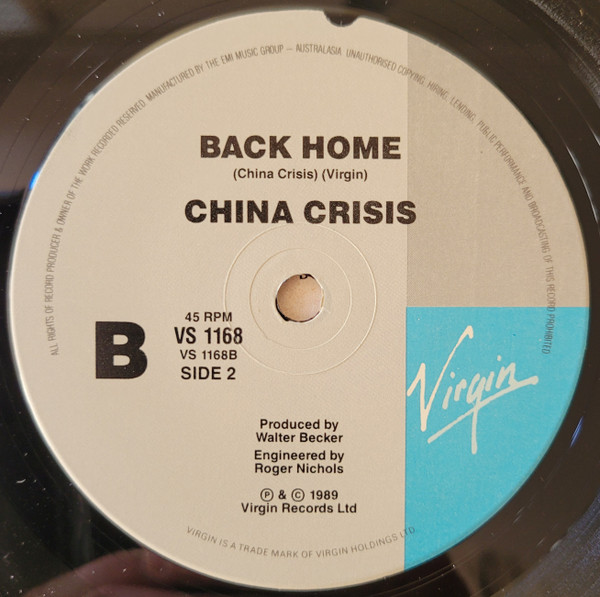 ALL RIGHTS OF RECORD PRODUCER & OWNER OF THE WORK RECORDED RESERVED. MANUFACTURED BY THE EMI MUSIC GROUP — AUSTRALASIA. UNAUTHORISED COPYING, HIRING, LENDING, PUBLIC PERFORMANCE AND BROADCASTING OF THIS RECORD PROHIBITED
BACK HOME
(China Crisis) (Virgin)
CHINA CRISIS
45 RPM
VS 1168
VS 1168B
SIDE 2
B
Virgin
Produced by
Walter Becker
Engineered by
Roger Nichols
Ⓟ & © 1989
Virgin Records Ltd
VIRGIN IS A TRADE MARK OF VIRGIN HOLDINGS LTD.